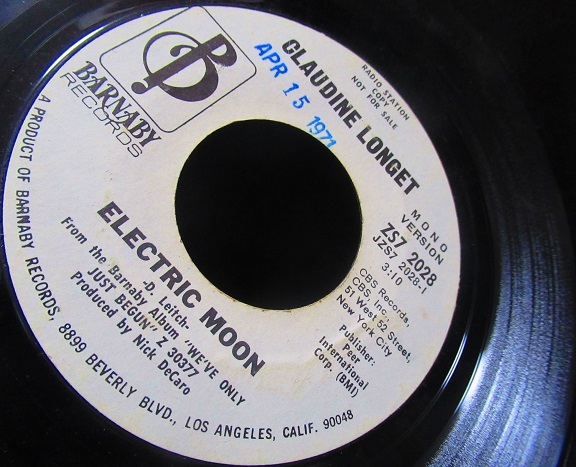 BARNABY
RECORDS
CLAUDINE LONGET
APR 15 1971
RADIO STATION
COPY
NOT FOR SALE
MONO
VERSION
ZS7 2028
JZS7 2028-1
3:10
CBS Records,
CBS, Inc.,
51 West 52 Street,
New York City
Publisher:
Peer
International
Corp. (BMI)
ELECTRIC MOON
-D. Leitch-
From the Barnaby Album "WE'VE ONLY
JUST BEGUN" Z 30377
Produced by Nick DeCaro
A PRODUCT OF BARNABY RECORDS, 8899 BEVERLY BLVD., LOS ANGELES, CALIF. 90048